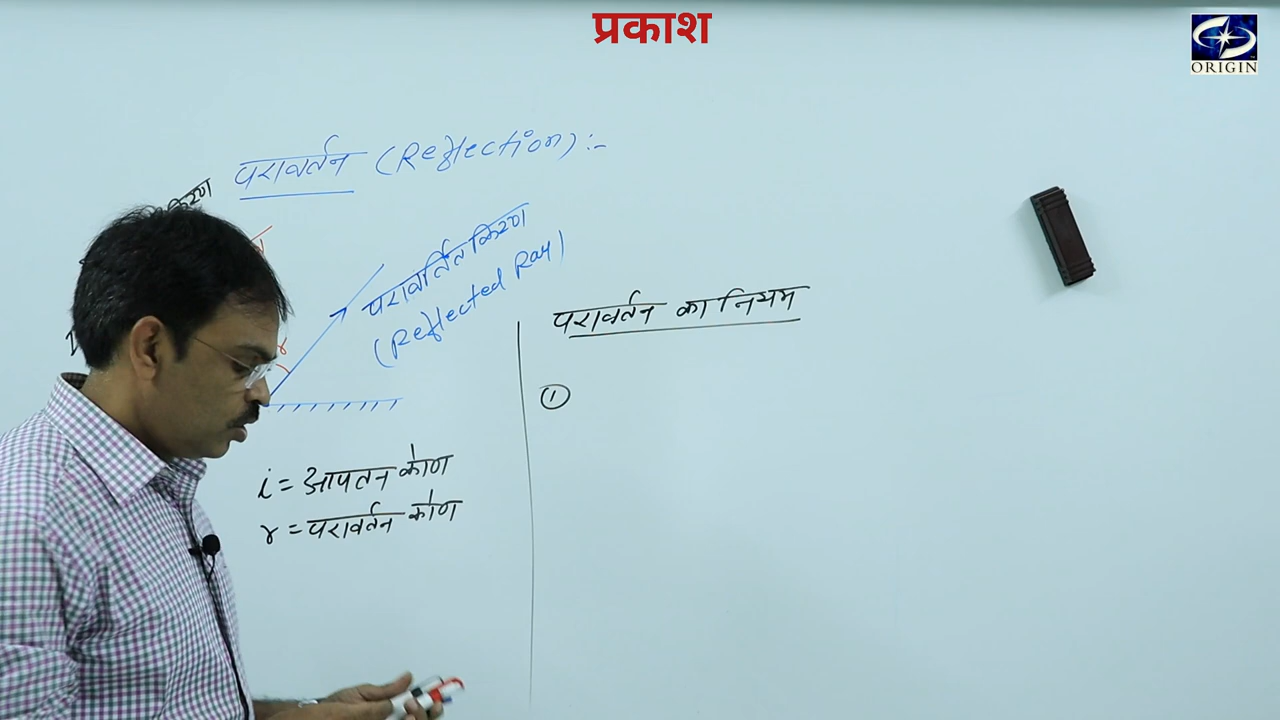 प्रकाश
ORIGIN
परावर्तन (Reflection) :-
किरण
परावर्तित किरण
(Reflected Ray)
r
परावर्तन का नियम
①
i = आपतन कोण
r = परावर्तन कोण